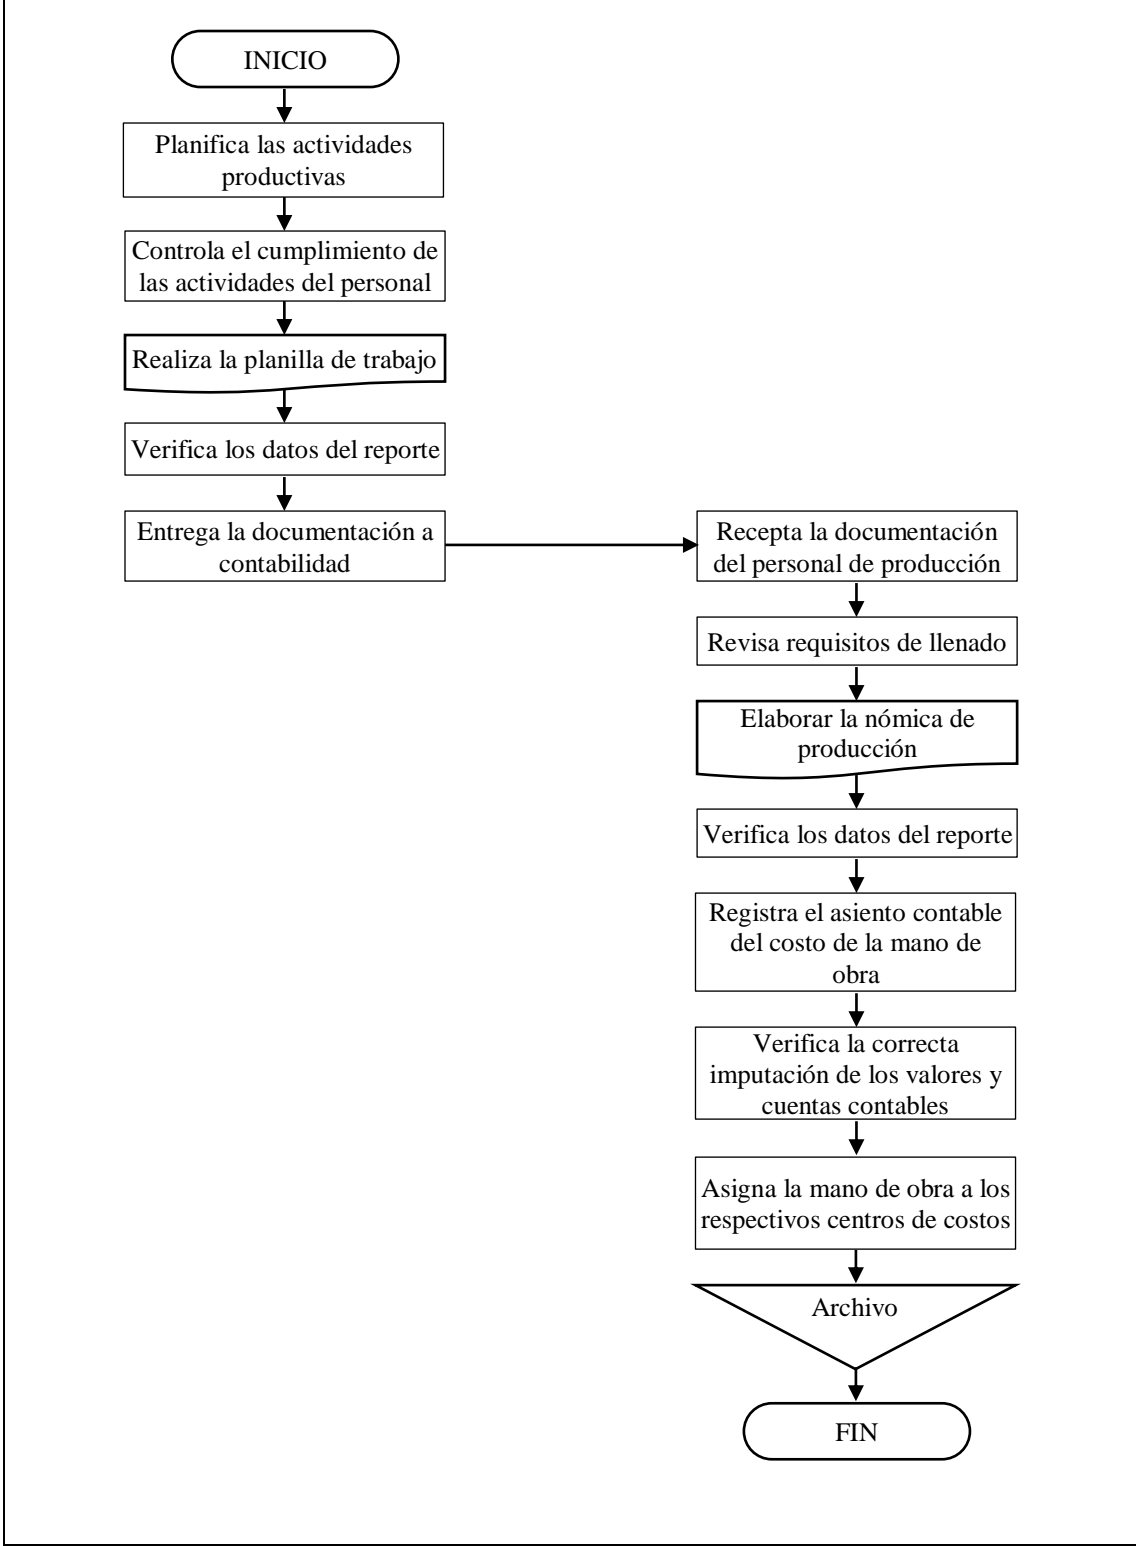 INICIO
Planifica las actividades
productivas
Controla el cumplimiento de
las actividades del personal
Realiza la planilla de trabajo
Verifica los datos del reporte
Entrega la documentación a
contabilidad
Recepta la documentación
del personal de producción
Revisa requisitos de llenado
Elaborar la nómica de
producción
Verifica los datos del reporte
Registra el asiento contable
del costo de la mano de
obra
Verifica la correcta
imputación de los valores y
cuentas contables
Asigna la mano de obra a los
respectivos centros de costos
Archivo
FIN